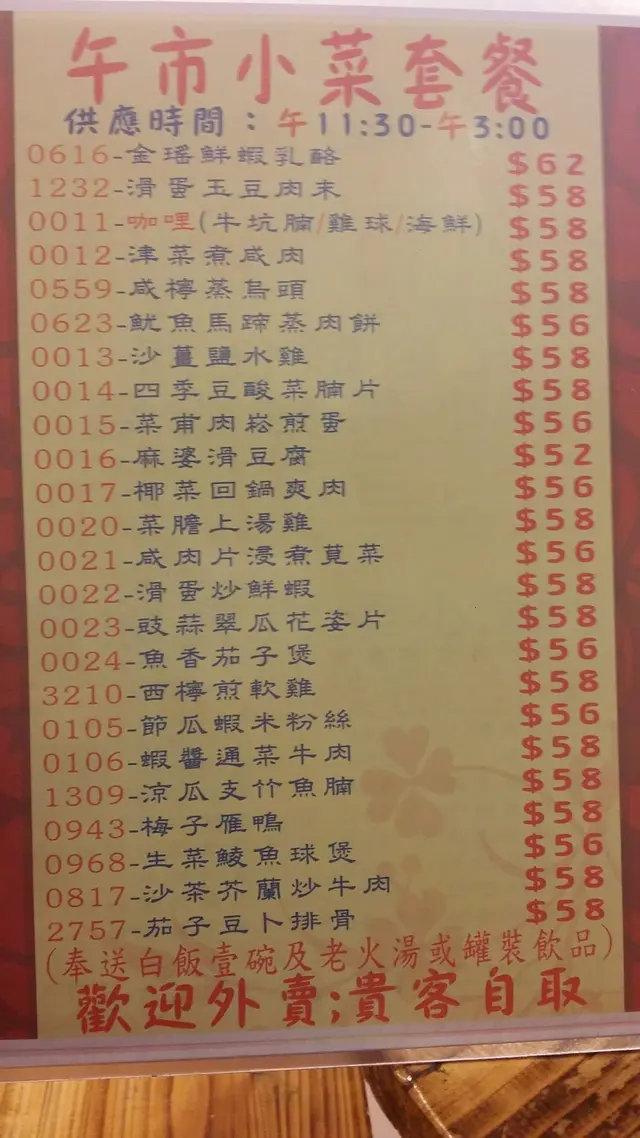 午市小菜套餐
供應時間：午11:30-午3:00
0616-金瑤鮮蝦乳酪 $62
1232-滑蛋玉豆肉末 $58
0011-咖哩(牛坑腩/雞球/海鮮) $58
0012-津菜煮咸肉 $58
0559-咸檸蒸烏頭 $58
0623-魷魚馬蹄蒸肉餅 $56
0013-沙薑鹽水雞 $58
0014-四季豆酸菜腩片 $58
0015-菜甫肉崧煎蛋 $56
0016-麻婆滑豆腐 $52
0017-椰菜回鍋爽肉 $56
0020-菜膽上湯雞 $58
0021-咸肉片浸煮莧菜 $56
0022-滑蛋炒鮮蝦 $58
0023-豉蒜翠瓜花姿片 $58
0024-魚香茄子煲 $56
3210-西檸煎軟雞 $58
0105-節瓜蝦米粉絲 $56
0106-蝦醬通菜牛肉 $58
1309-涼瓜支竹魚腩 $58
0943-梅子雁鴨 $58
0968-生菜鯪魚球煲 $56
0817-沙茶芥蘭炒牛肉 $58
2757-茄子豆卜排骨 $58
(奉送白飯壹碗及老火湯或罐裝飲品)
歡迎外賣;貴客自取